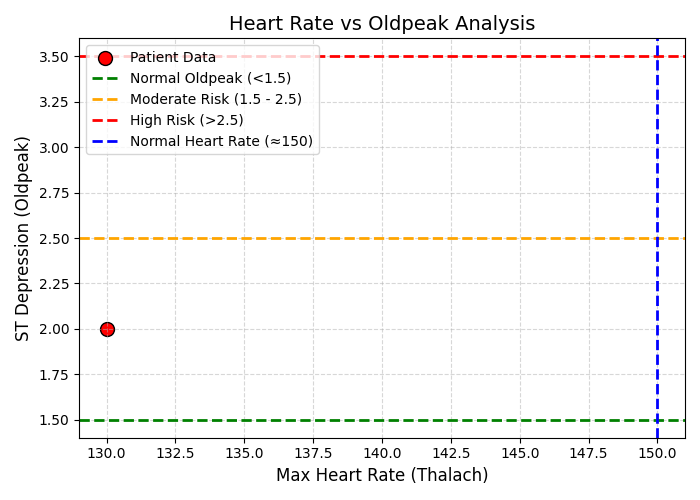 Heart Rate vs Oldpeak Analysis
Patient Data
Normal Oldpeak (<1.5)
Moderate Risk (1.5 - 2.5)
High Risk (>2.5)
Normal Heart Rate (≈150)
ST Depression (Oldpeak)
3.50
3.25
3.00
2.75
2.50
2.25
2.00
1.75
1.50
130.0 132.5 135.0 137.5 140.0 142.5 145.0 147.5 150.0
Max Heart Rate (Thalach)